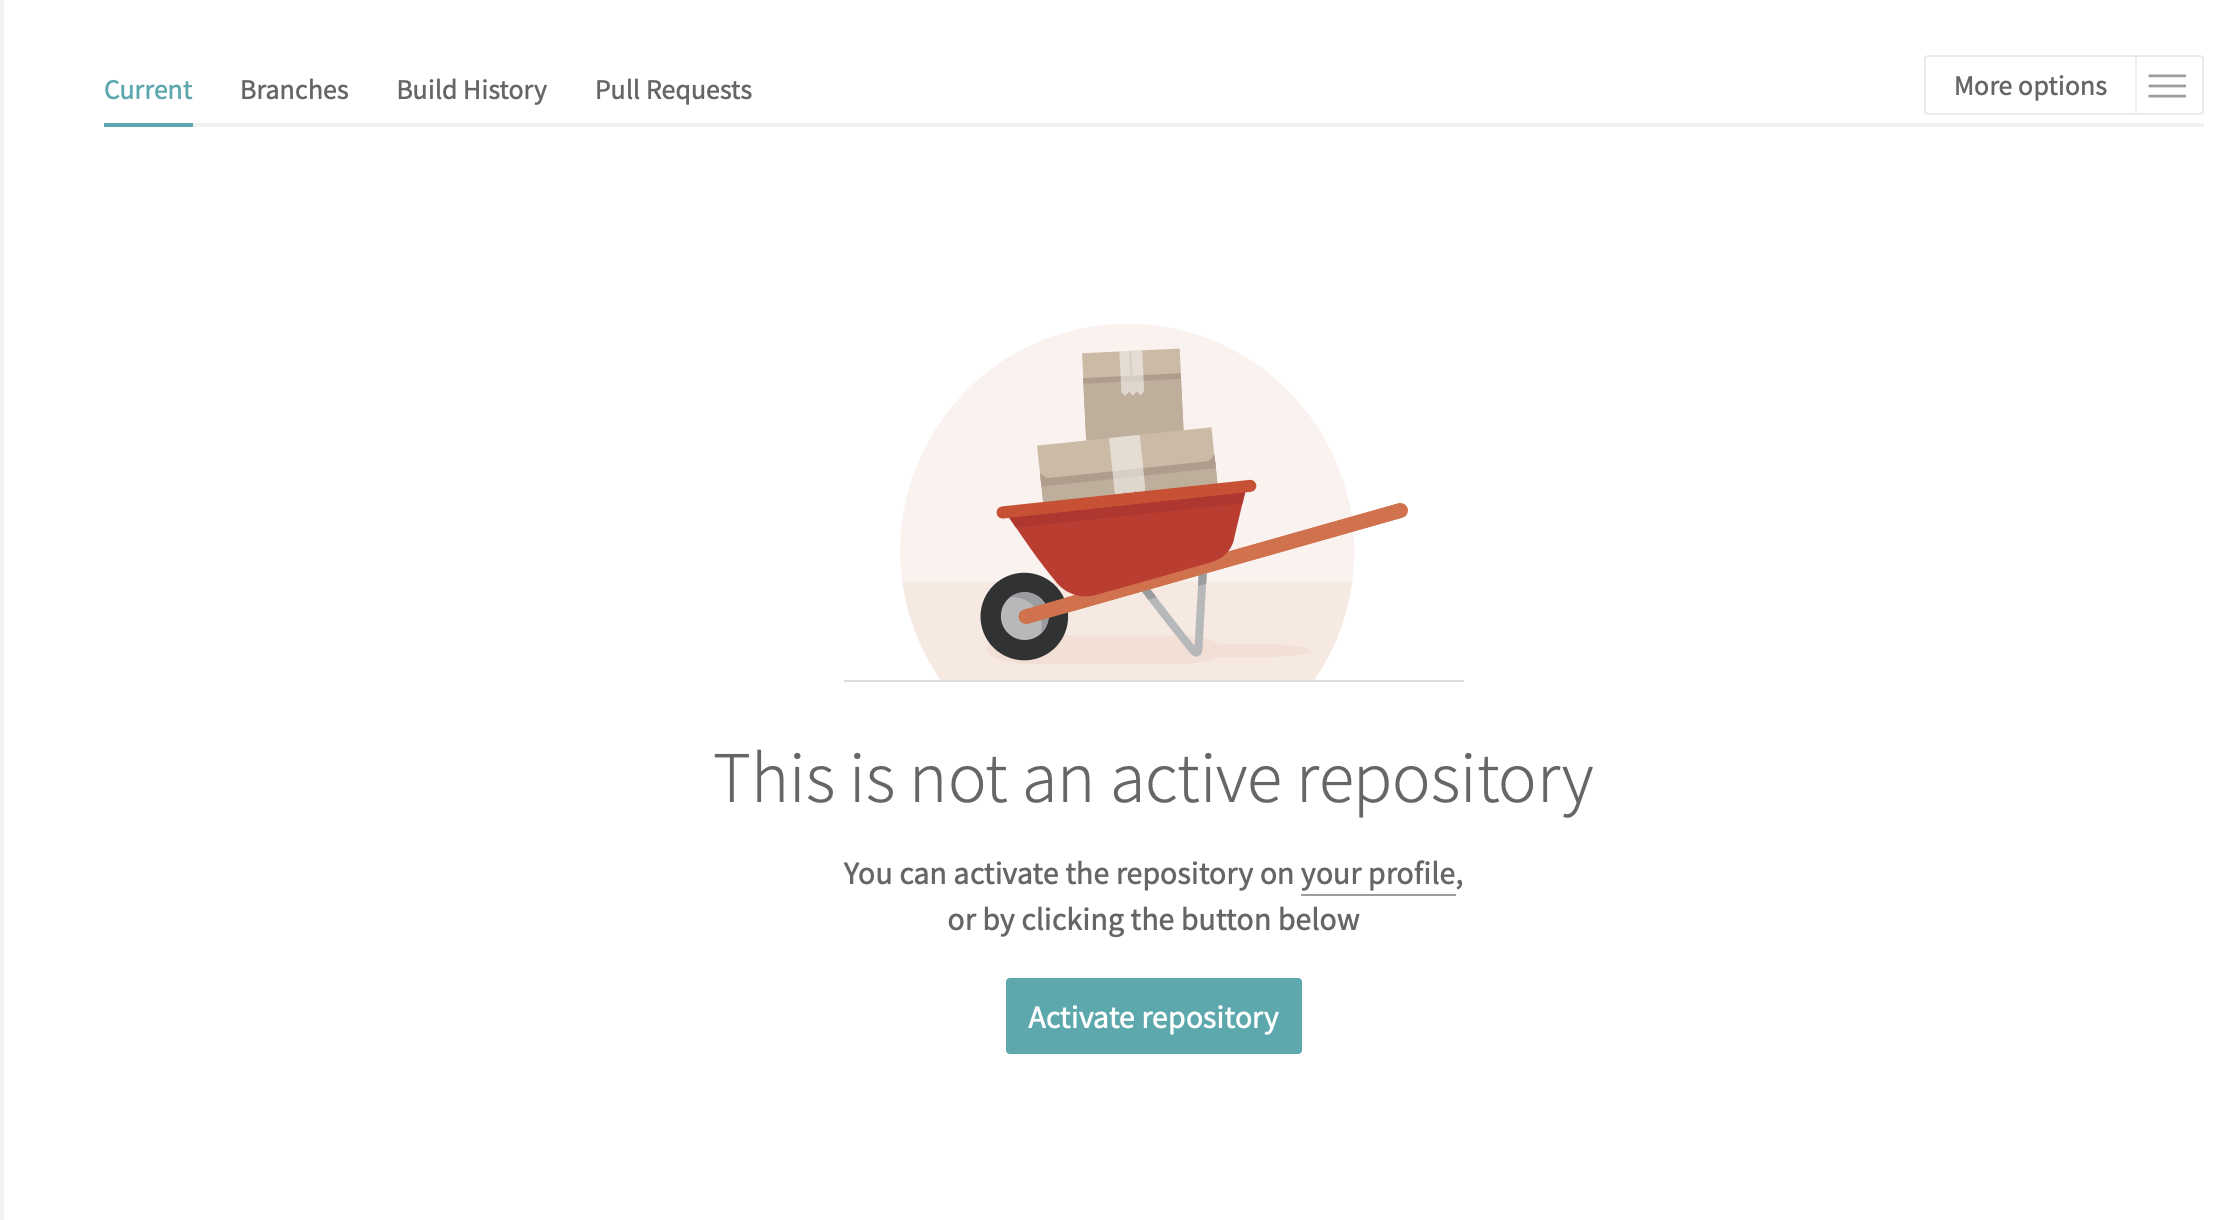 Current Branches Build History Pull Requests More options
This is not an active repository
You can activate the repository on your profile,
or by clicking the button below
Activate repository